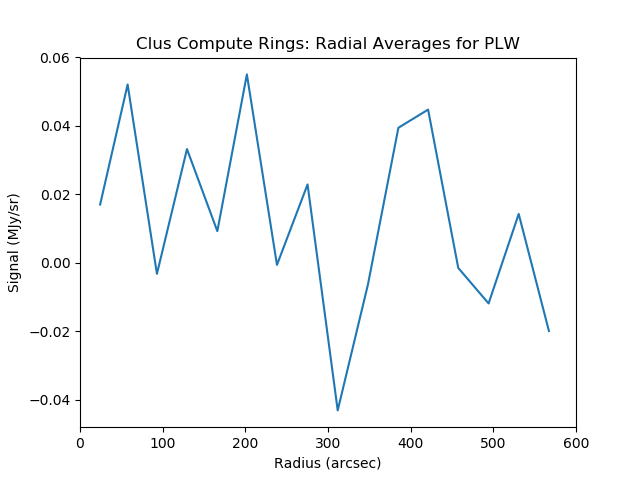 Clus Compute Rings: Radial Averages for PLW
0.06
0.04
0.02
0.00
−0.02
−0.04
Signal (MJy/sr)
0 100 200 300 400 500 600
Radius (arcsec)